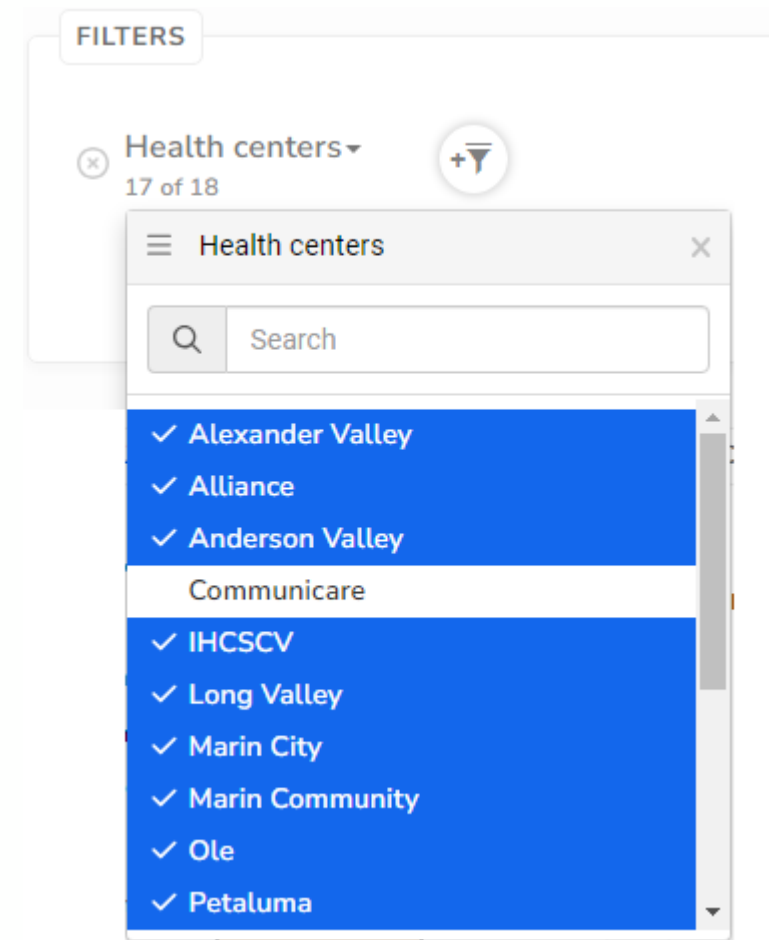 FILTERS
Health centers
17 of 18
Health centers
Search
Alexander Valley
Alliance
Anderson Valley
Communicare
IHCSCV
Long Valley
Marin City
Marin Community
Ole
Petaluma